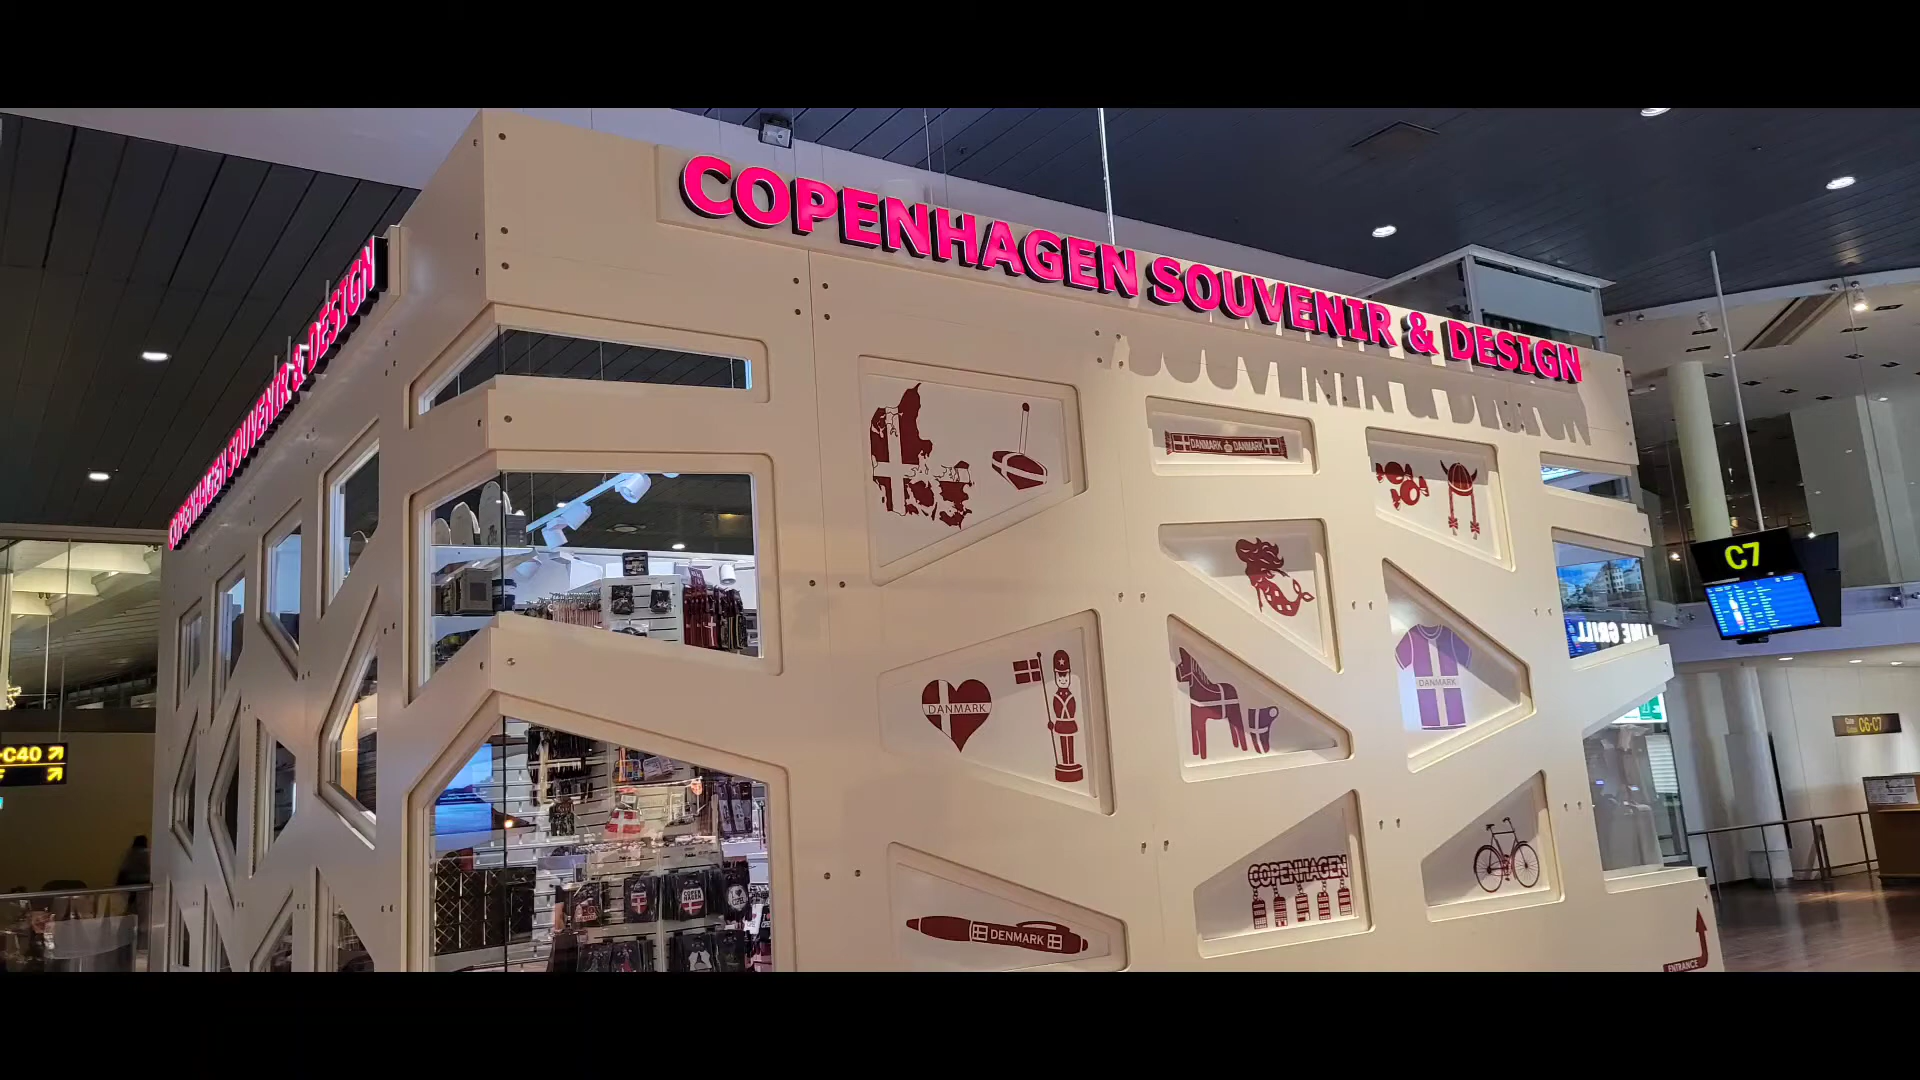 COPENHAGEN SOUVENIR & DESIGN
COPENHAGEN SOUVENIR & DESIGN
DANMARK DANMARK
C7
DANMARK
DANMARK
C6-C7
-C40
COPENHAGEN
DENMARK
ENTRANCE